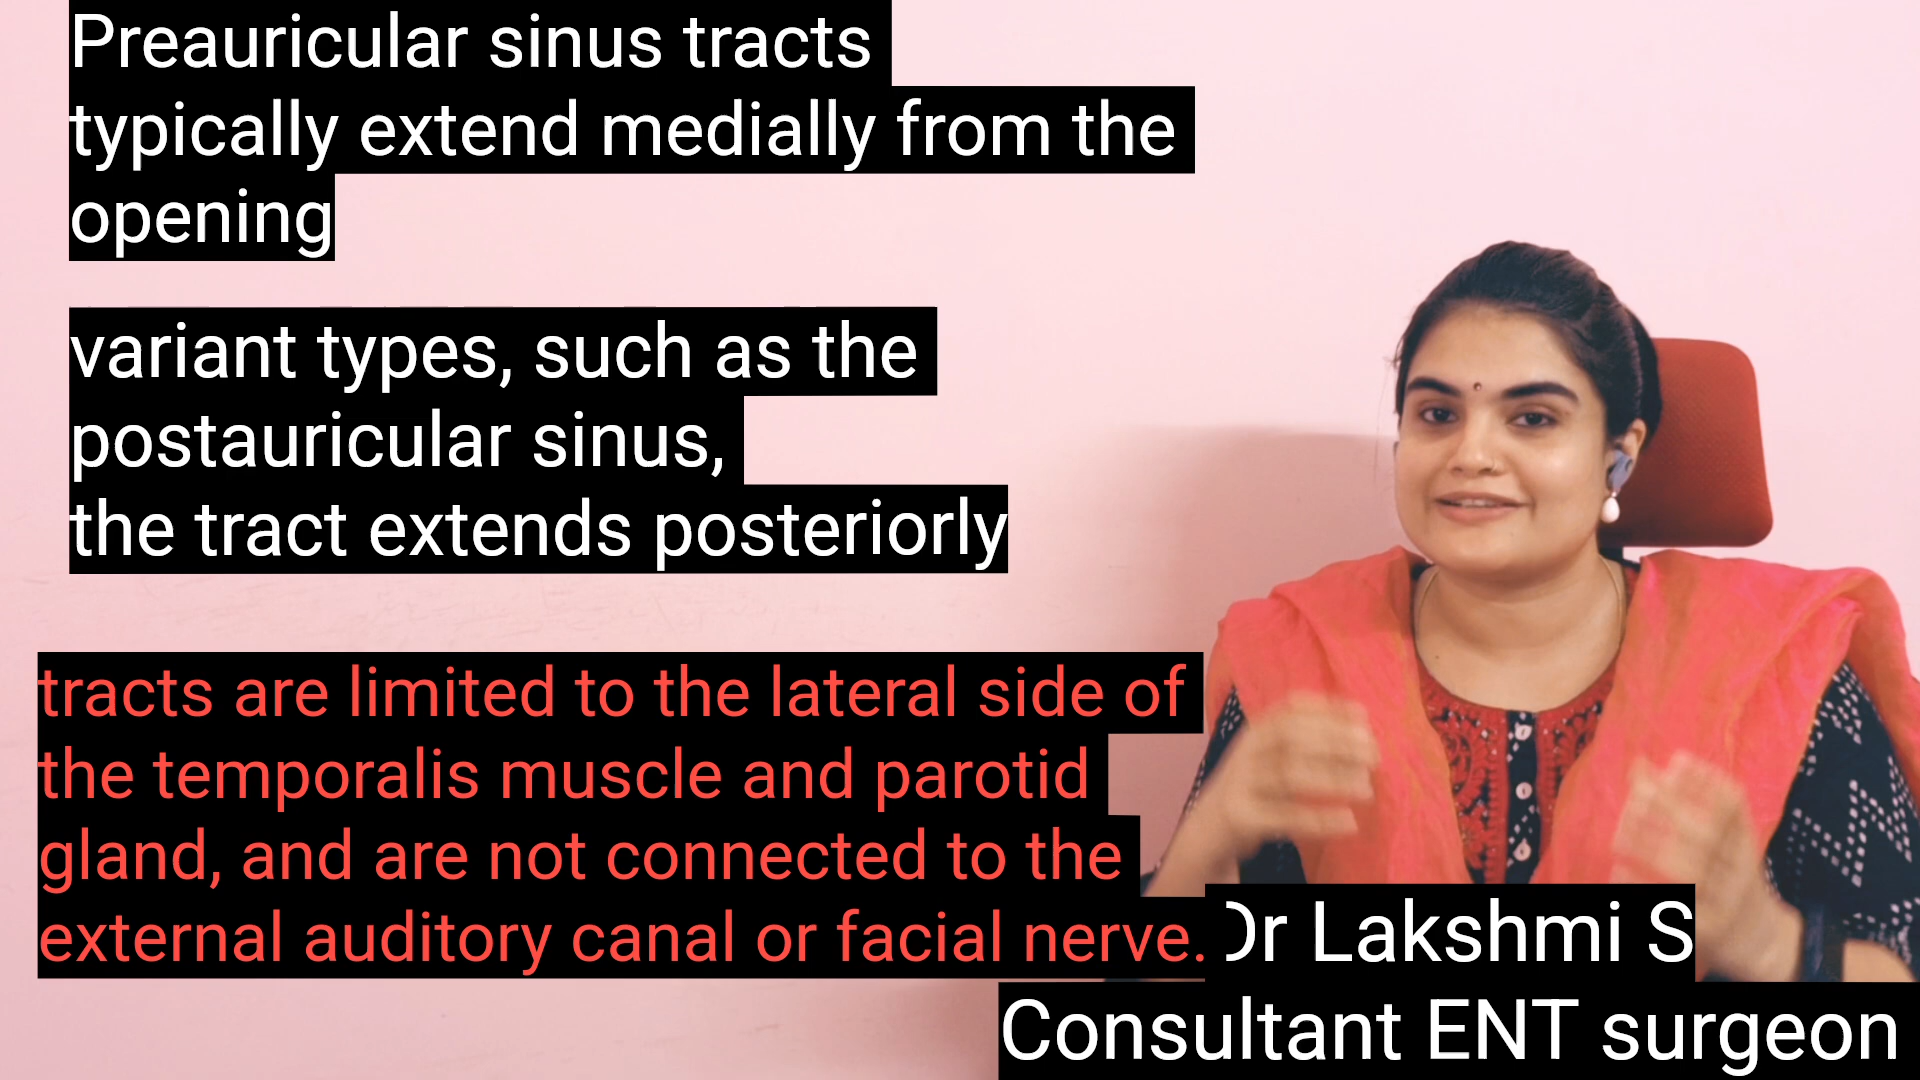 Preauricular sinus tracts
typically extend medially from the
opening
variant types, such as the
postauricular sinus,
the tract extends posteriorly
tracts are limited to the lateral side of
the temporalis muscle and parotid
gland, and are not connected to the
external auditory canal or facial nerve.
Dr Lakshmi S
Consultant ENT surgeon